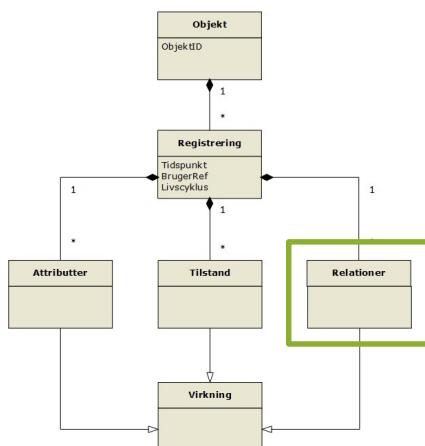 Objekt
ObjektID
1
*
Registrering
Tidspunkt
BrugerRef
Livscyklus
1
1
1
*
*
*
Attributter
Tilstand
Relationer
Virkning